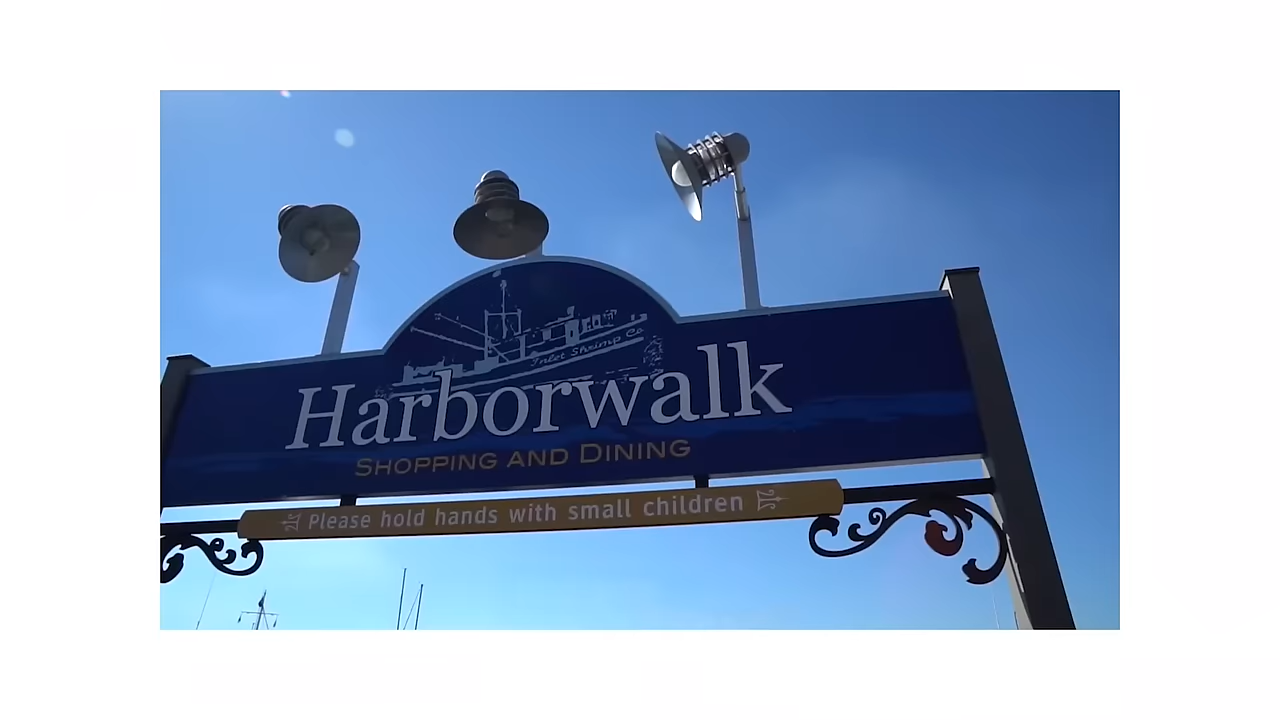 Inlet Shrimp Co
Harborwalk
SHOPPING AND DINING
Please hold hands with small children